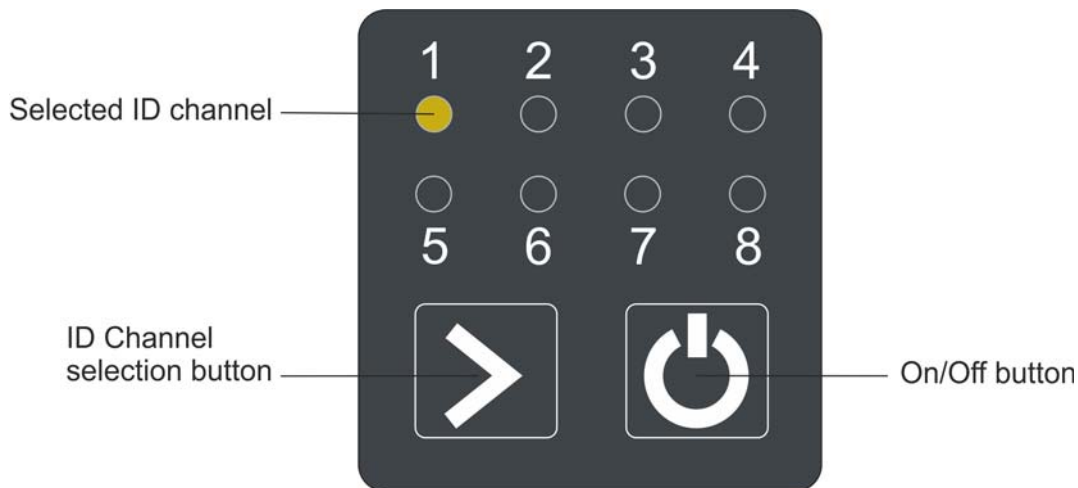 1 2 3 4
Selected ID channel
5 6 7 8
ID Channel
selection button
On/Off button